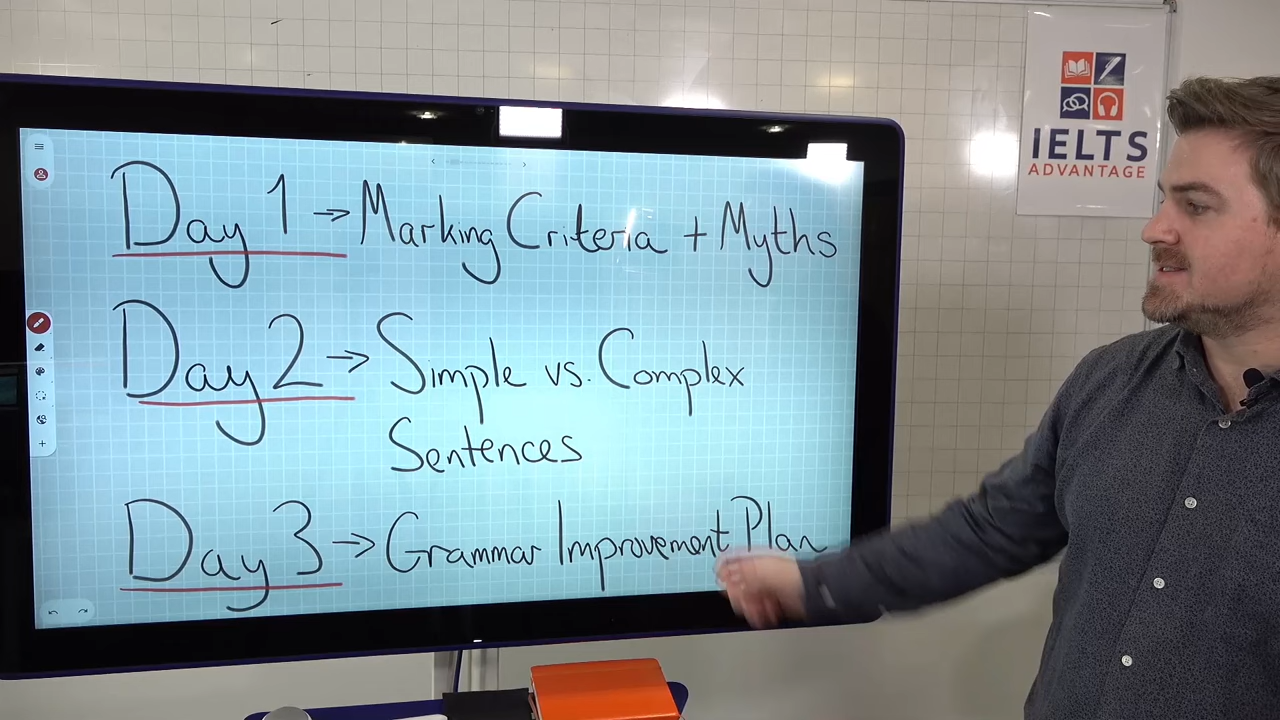 Day 1 → Marking Criteria + Myths
Day 2 → Simple vs. Complex
Sentences
Day 3 → Grammar Improvement Plan
IELTS
ADVANTAGE